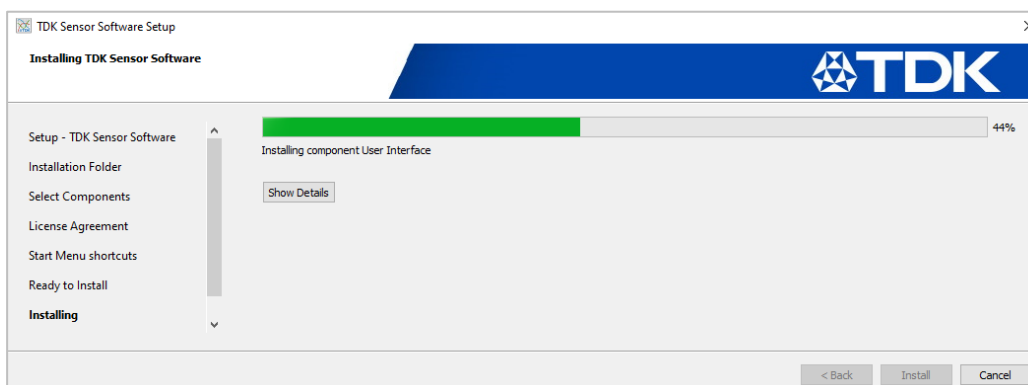 TDK Sensor Software Setup
Installing TDK Sensor Software
TDK
Setup - TDK Sensor Software
Installation Folder
Select Components
License Agreement
Start Menu shortcuts
Ready to Install
Installing
44%
Installing component User Interface
Show Details
< Back
Install
Cancel